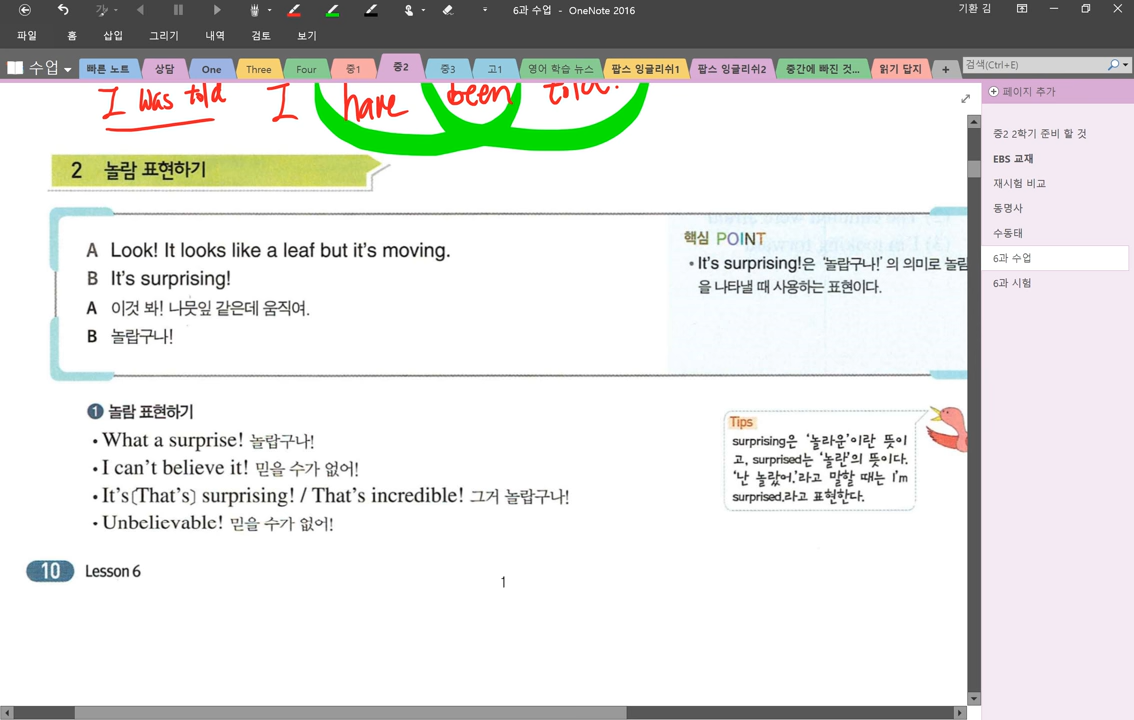 6과 수업 - OneNote 2016
기환 김
파일 홈 삽입 그리기 내역 검토 보기
수업 빠른 노트 상담 One Three Four 중1 중2 중3 고1 영어 학습 뉴스 팝스 잉글리쉬1 팝스 잉글리쉬2 중간에 빠진 것... 읽기 답지 + 검색(Ctrl+E)
페이지 추가
중2 2학기 준비 할 것
EBS 교재
재시험 비교
동명사
수동태
6과 수업
6과 시험
I was told I have been told.
2 놀람 표현하기
A Look! It looks like a leaf but it's moving.
B It's surprising!
A 이것 봐! 나뭇잎 같은데 움직여.
B 놀랍구나!
핵심 POINT
• It's surprising!은 '놀랍구나!' 의 의미로 놀람
을 나타낼 때 사용하는 표현이다.
1 놀람 표현하기
• What a surprise! 놀랍구나!
• I can't believe it! 믿을 수가 없어!
• It's(That's) surprising! / That's incredible! 그거 놀랍구나!
• Unbelievable! 믿을 수가 없어!
Tips
surprising은 '놀라운'이란 뜻이
고, surprised는 '놀란'의 뜻이다.
'난 놀랐어.'라고 말할 때는 I'm
surprised.라고 표현한다.
10 Lesson 6
1